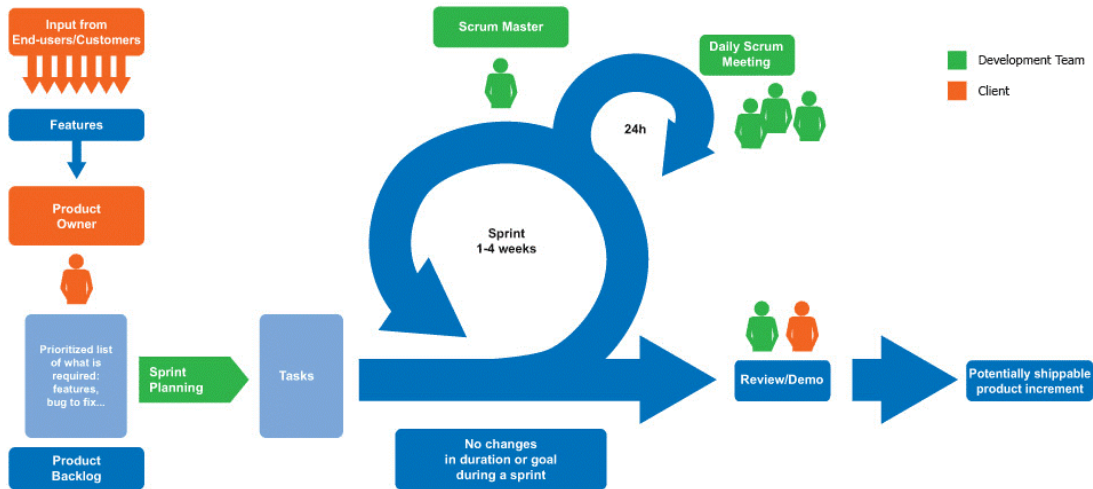 Input from
End-users/Customers
Features
Product
Owner
Prioritized list
of what is
required:
features,
bug to fix...
Product
Backlog
Sprint
Planning
Tasks
Scrum Master
Daily Scrum
Meeting
24h
Sprint
1-4 weeks
No changes
in duration or goal
during a sprint
Review/Demo
Potentially shippable
product increment
Development Team
Client